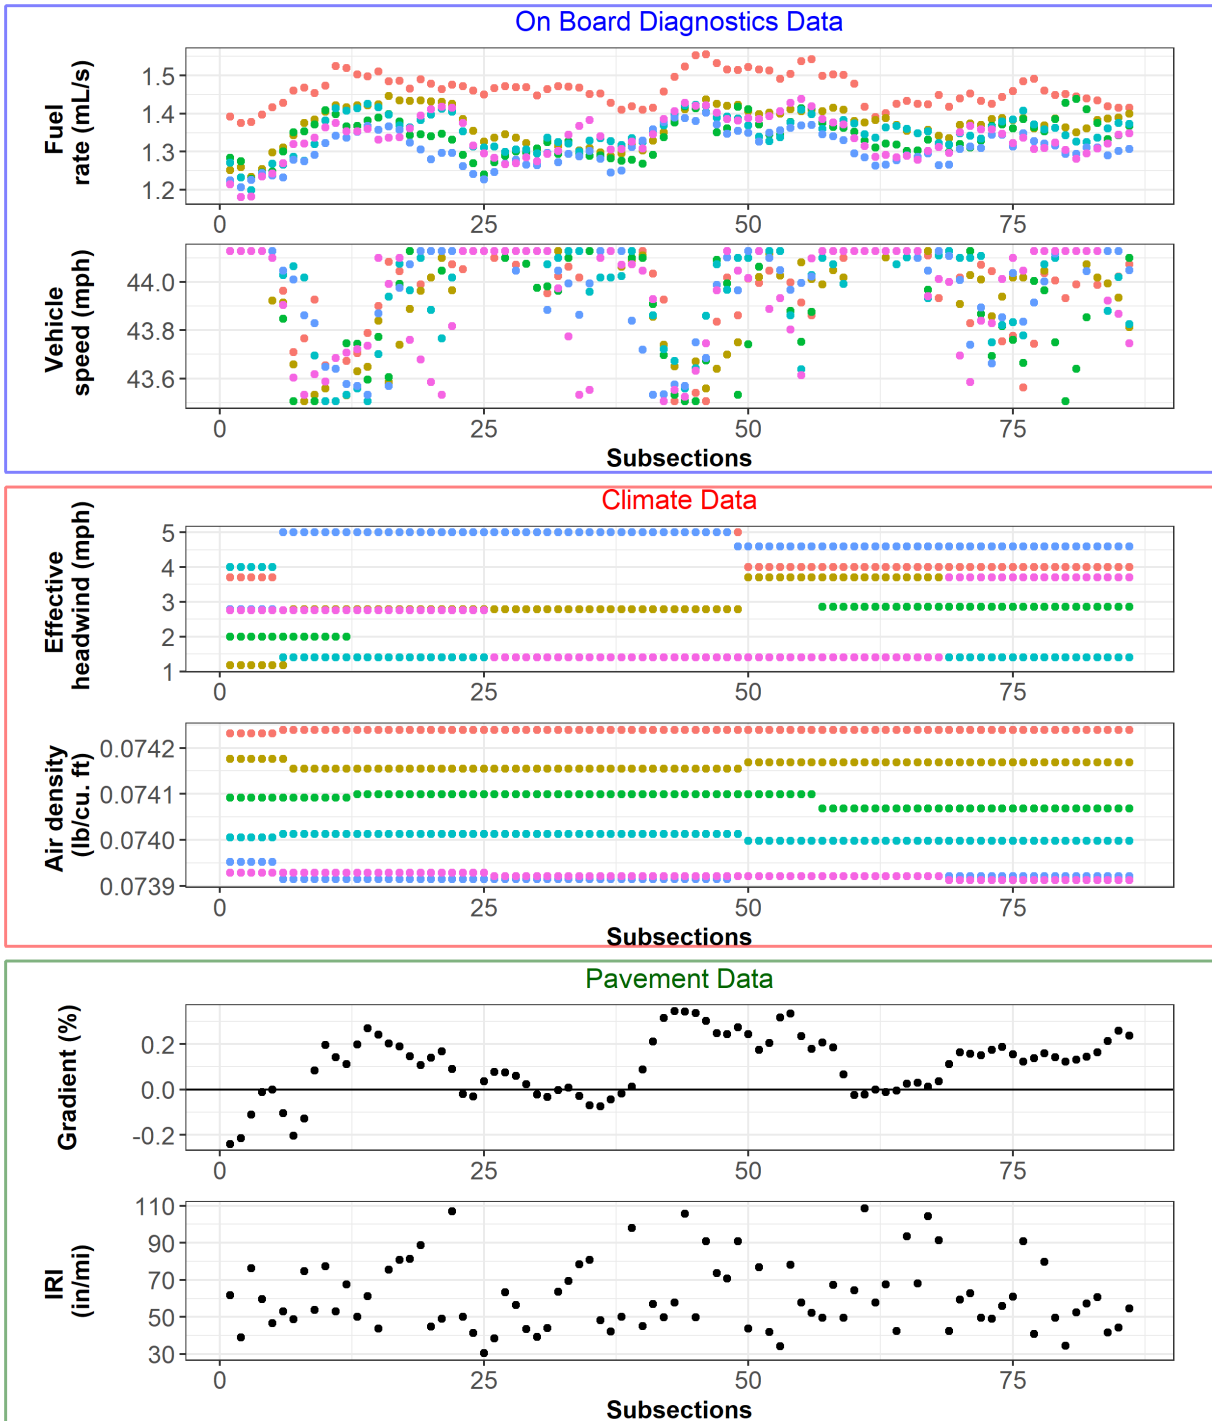 On Board Diagnostics Data
Fuel
rate (mL/s)
1.5
1.4
1.3
1.2
0 25 50 75
Vehicle
speed (mph)
44.0
43.8
43.6
0 25 50 75
Subsections
Climate Data
Effective
headwind (mph)
5
4
3
2
1
0 25 50 75
Air density
(lb/cu. ft)
0.0742
0.0741
0.0740
0.0739
0 25 50 75
Subsections
Pavement Data
Gradient (%)
0.2
0.0
-0.2
0 25 50 75
IRI
(in/mi)
110
90
70
50
30
0 25 50 75
Subsections